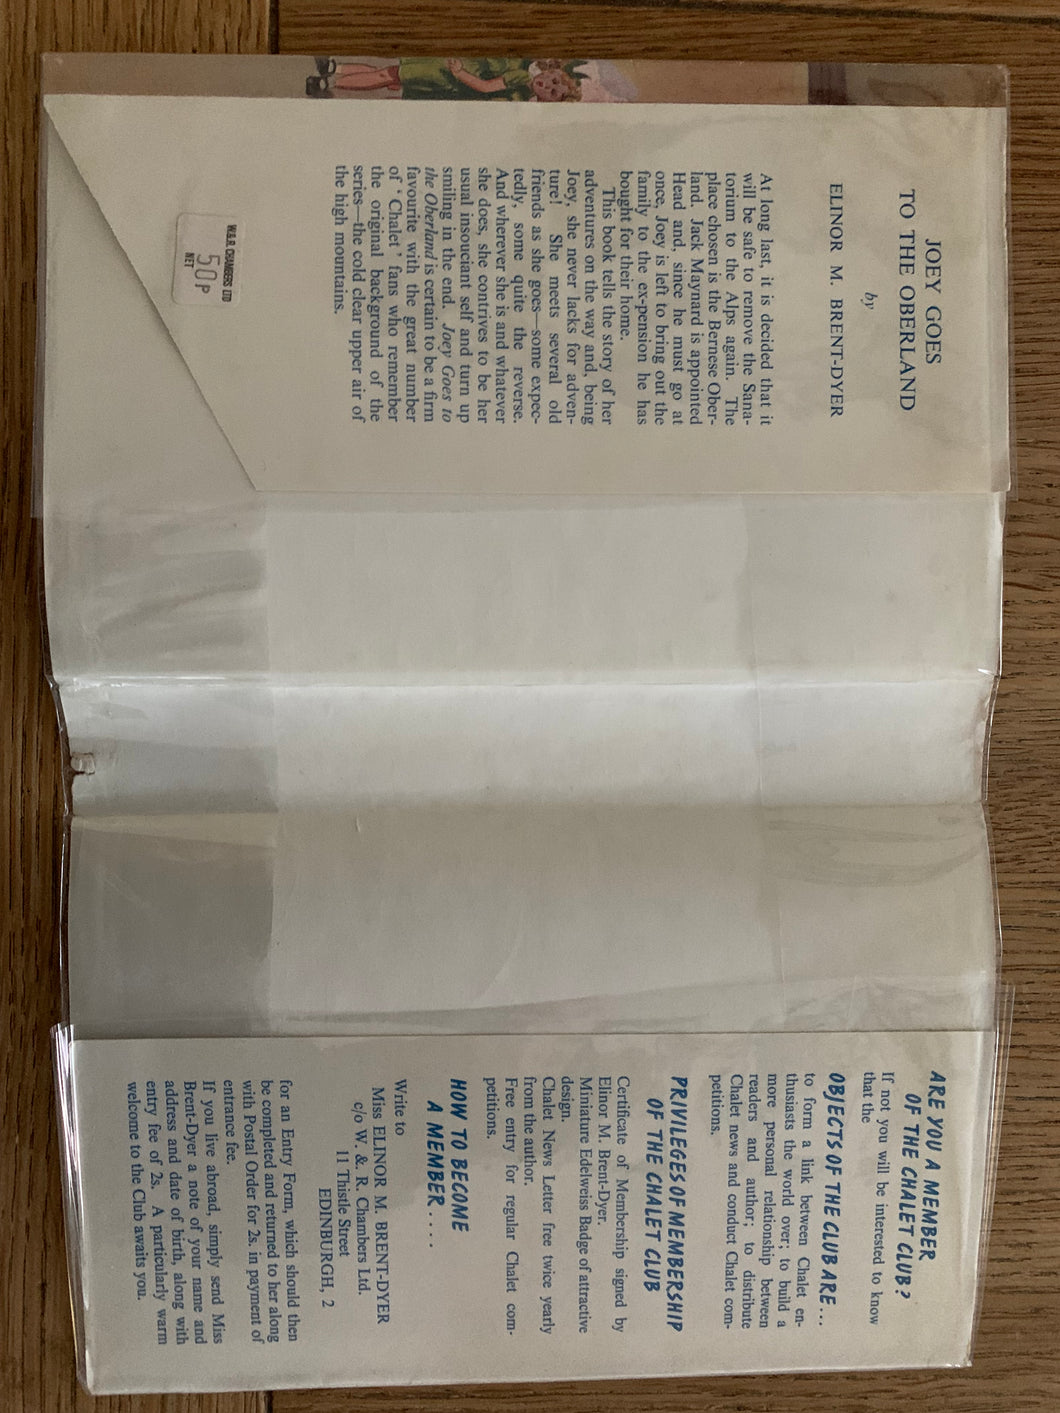 JOEY GOES
TO THE OBERLAND
by
ELINOR M. BRENT-DYER
At long last, it is decided that it
will be safe to remove the Sana-
torium to the Alps again. The
place chosen is the Bernese Ober-
land. Jack Maynard is appointed
Head and, since he must go at
once, Joey is left to bring out the
family to the ex-pension he has
bought for their home.
This book tells the story of her
adventures on the way and, being
Joey, she never lacks for adven-
ture! She meets several old
friends as she goes—some expec-
tedly, some quite the reverse.
And wherever she is and whatever
she does, she contrives to be her
usual insouciant self and turn up
smiling in the end. Joey Goes to
the Oberland is certain to be a firm
favourite with the great number
of ‘Chalet’ fans who remember
the original background of the
series—the cold clear upper air of
the high mountains.
W&R. CHAMBERS LTD
50P
NET
ARE YOU A MEMBER
OF THE CHALET CLUB?
If not you will be interested to know
that the
OBJECTS OF THE CLUB ARE . . .
to form a link between Chalet en-
thusiasts the world over; to build a
more personal relationship between
readers and author; to distribute
Chalet news and conduct Chalet com-
petitions.
PRIVILEGES OF MEMBERSHIP
OF THE CHALET CLUB
Certificate of Membership signed by
Elinor M. Brent-Dyer.
Miniature Edelweiss Badge of attractive
design.
Chalet News Letter free twice yearly
from the author.
Free entry for regular Chalet com-
petitions.
HOW TO BECOME
A MEMBER . . . .
Write to
Miss ELINOR M. BRENT-DYER
c/o W. & R. Chambers Ltd.
11 Thistle Street
EDINBURGH, 2
for an Entry Form, which should then
be completed and returned to her along
with Postal Order for 2s. in payment of
entrance fee.
If you live abroad, simply send Miss
Brent-Dyer a note of your name and
address and date of birth, along with
entry fee of 2s. A particularly warm
welcome to the Club awaits you.